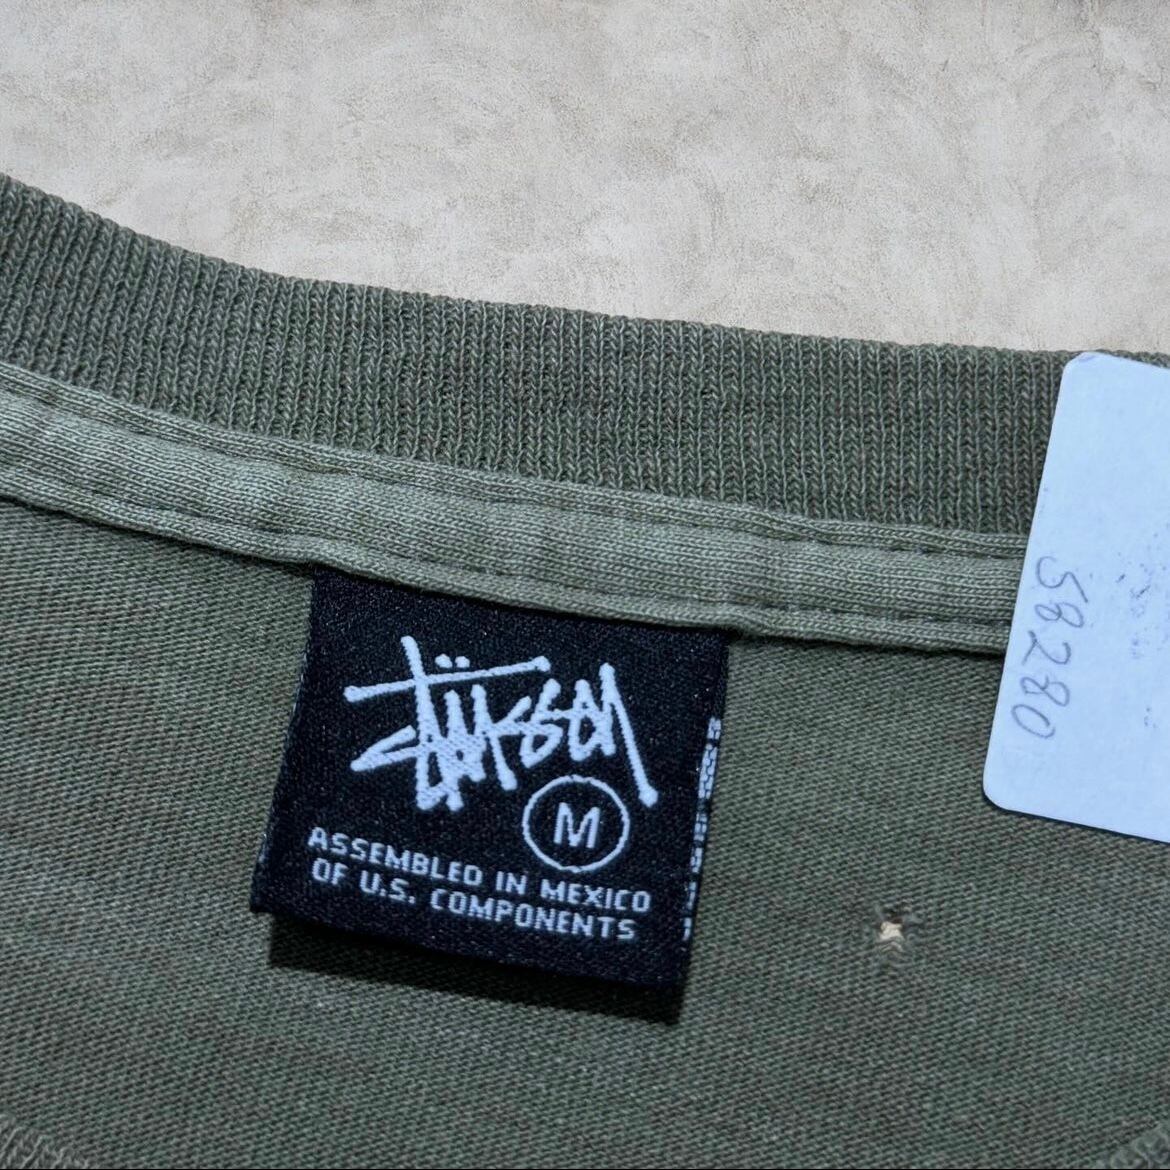 Stüssy
M
ASSEMBLED IN MEXICO
OF U.S. COMPONENTS
58280